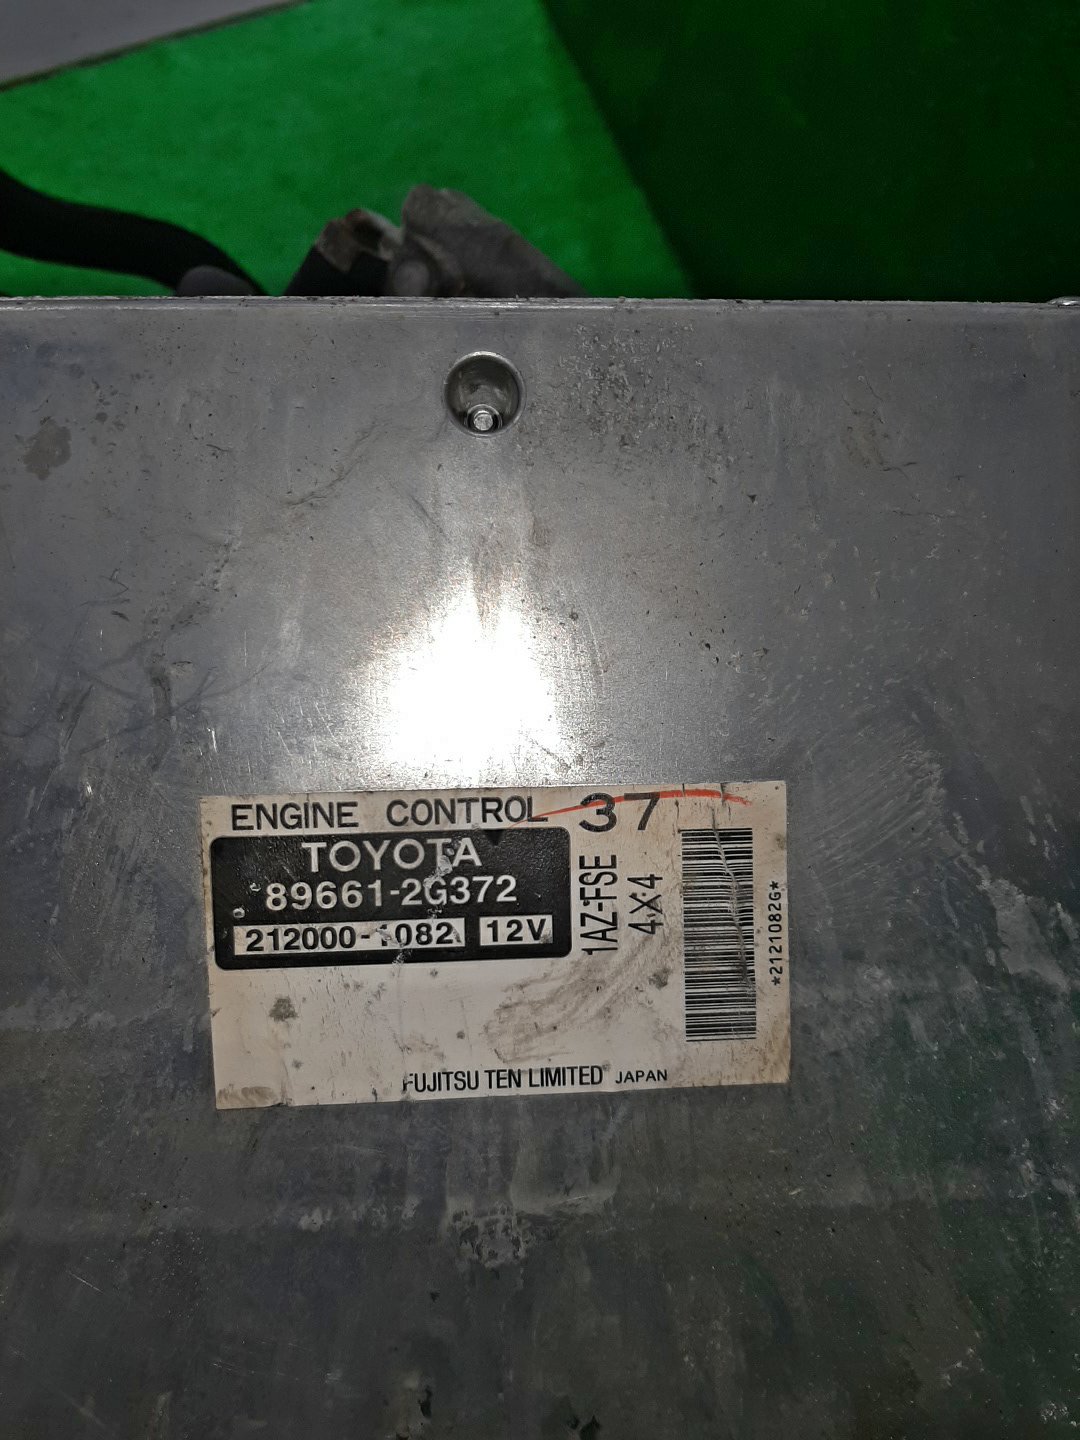 ENGINE CONTROL 37
TOYOTA
89661-2G372
212000-1082 12V
1AZ-FSE
4X4
*2121082G*
FUJITSU TEN LIMITED JAPAN